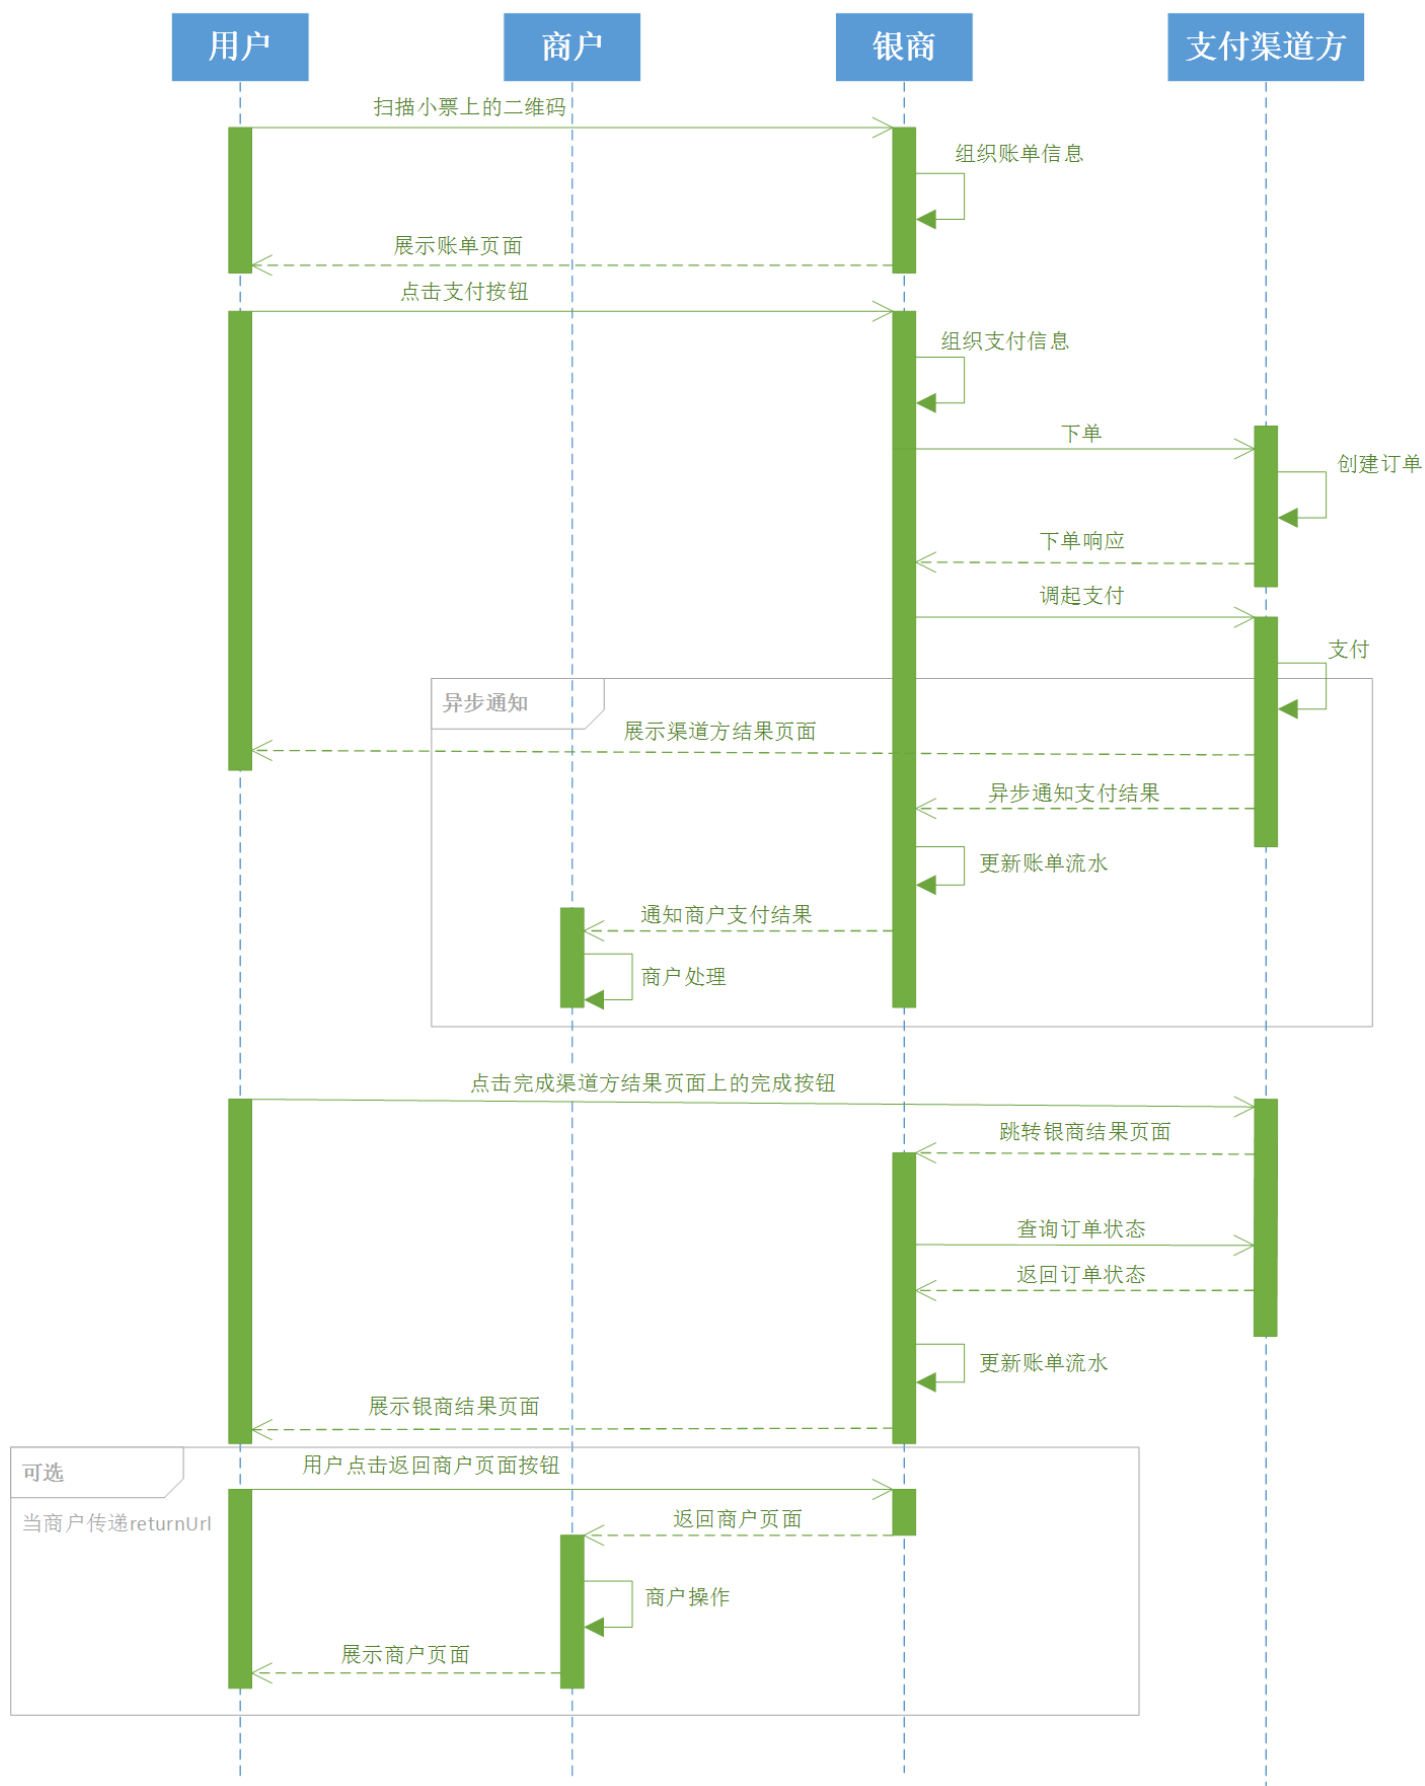 用户
商户
银商
支付渠道方
扫描小票上的二维码
组织账单信息
展示账单页面
点击支付按钮
组织支付信息
下单
创建订单
下单响应
调起支付
支付
异步通知
展示渠道方结果页面
异步通知支付结果
更新账单流水
通知商户支付结果
商户处理
点击完成渠道方结果页面上的完成按钮
跳转银商结果页面
查询订单状态
返回订单状态
更新账单流水
展示银商结果页面
用户点击返回商户页面按钮
可选
当商户传递returnUrl
返回商户页面
商户操作
展示商户页面